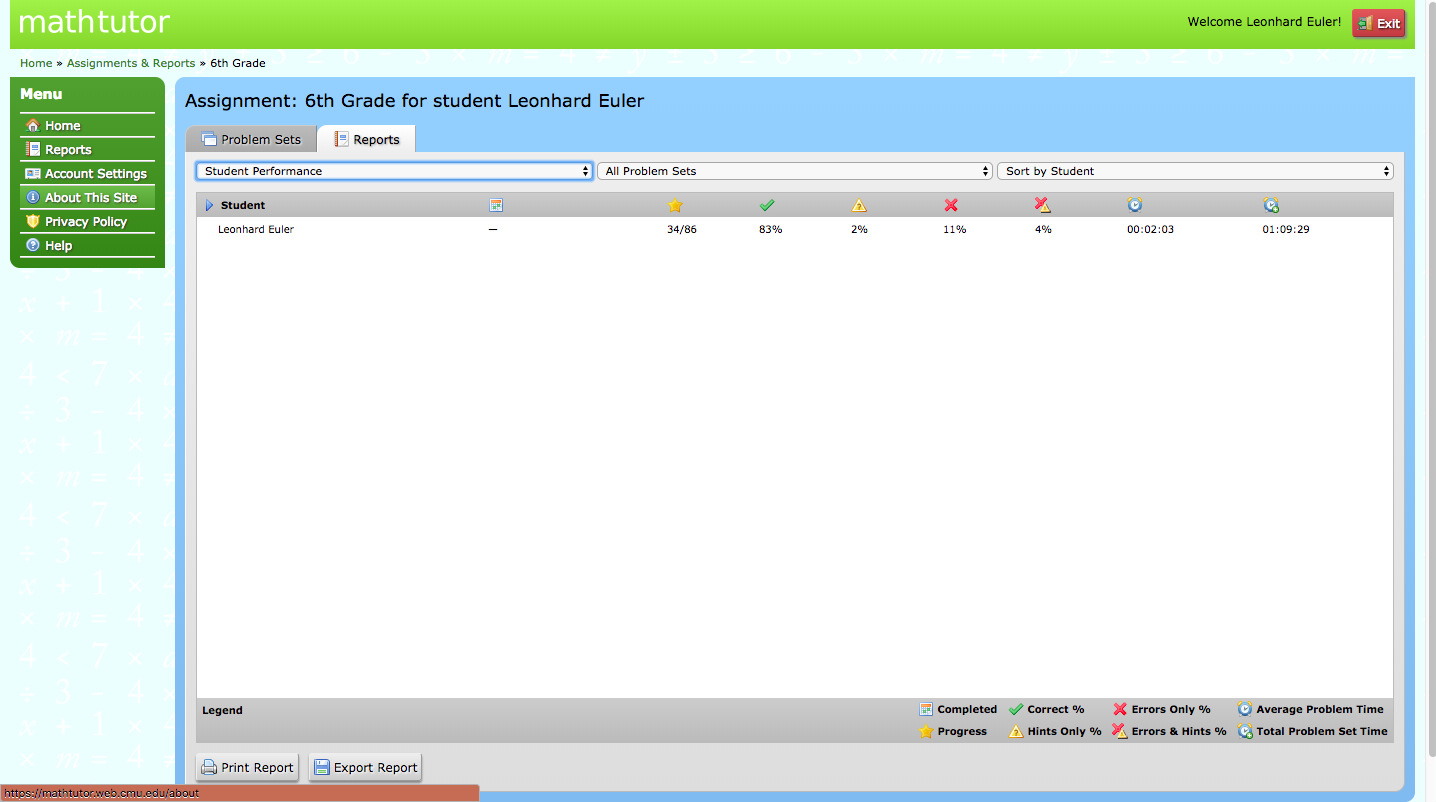 mathtutor
Welcome Leonhard Euler!
Exit
Home » Assignments & Reports » 6th Grade
Menu
Home
Reports
Account Settings
About This Site
Privacy Policy
Help
Assignment: 6th Grade for student Leonhard Euler
Problem Sets
Reports
Student Performance
All Problem Sets
Sort by Student
Student
Leonhard Euler — 34/86 83% 2% 11% 4% 00:02:03 01:09:29
Legend
Completed Correct % Errors Only % Average Problem Time
Progress Hints Only % Errors & Hints % Total Problem Set Time
Print Report
Export Report
https://mathtutor.web.cmu.edu/about